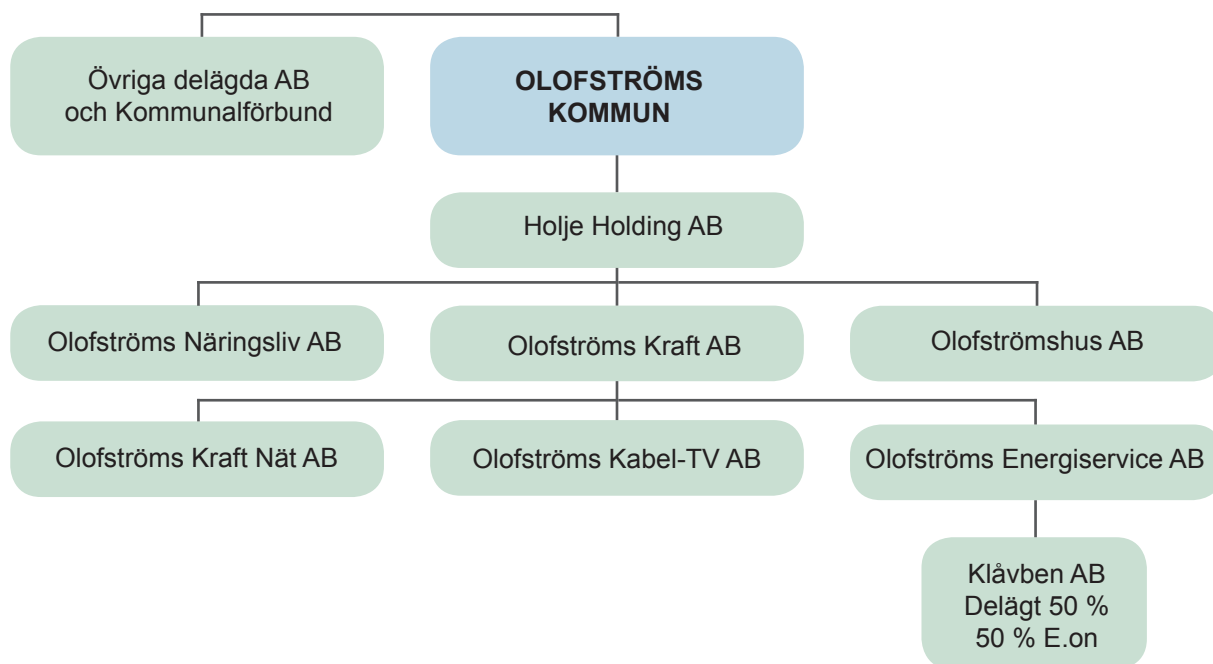 Övriga delägda AB
och Kommunalförbund
OLOFSTRÖMS
KOMMUN
Holje Holding AB
Olofströms Näringsliv AB
Olofströms Kraft AB
Olofströmshus AB
Olofströms Kraft Nät AB
Olofströms Kabel-TV AB
Olofströms Energiservice AB
Klåvben AB
Delägt 50 %
50 % E.on